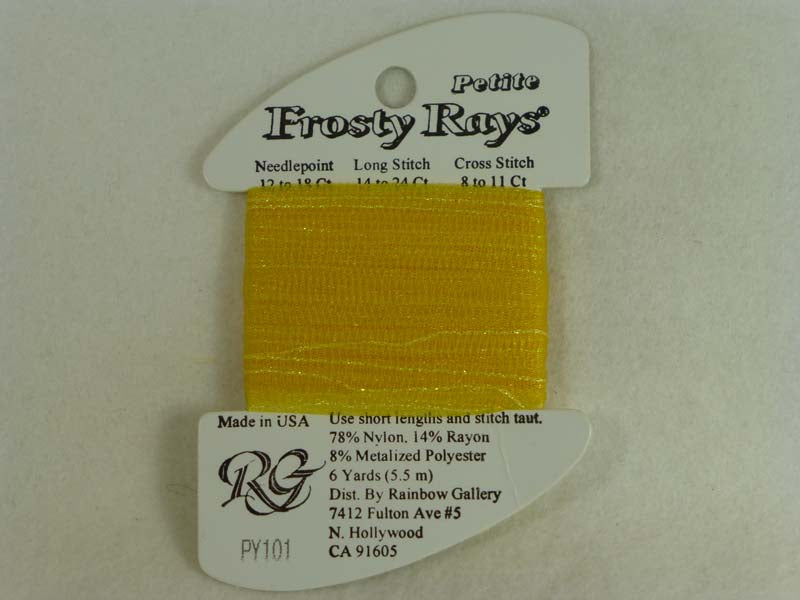 Petite
Frosty Rays®
Needlepoint Long Stitch Cross Stitch
12 to 18 Ct 14 to 24 Ct 8 to 11 Ct
Made in USA
Use short lengths and stitch taut.
78% Nylon, 14% Rayon
8% Metalized Polyester
6 Yards (5.5 m)
Dist. By Rainbow Gallery
7412 Fulton Ave #5
N. Hollywood
CA 91605
RG
PY101